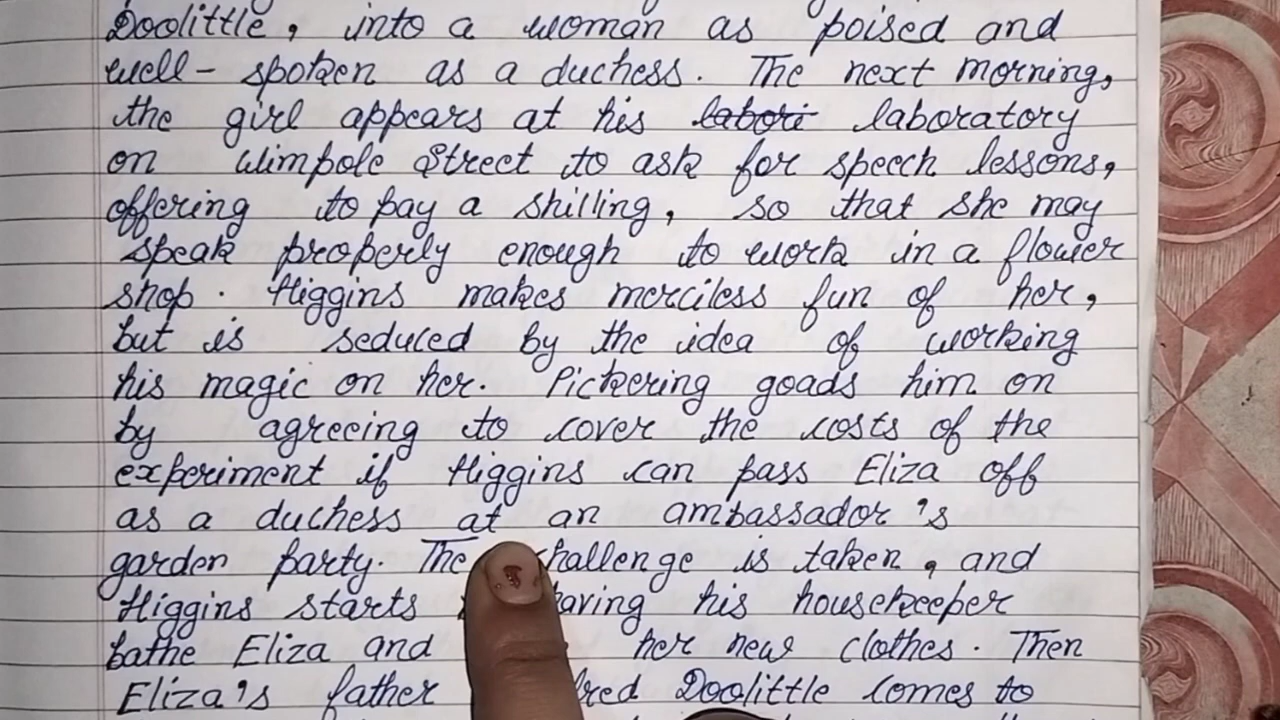 Doolittle, into a woman as poised and
well- spoken as a duchess. The next morning,
the girl appears at his labori laboratory
on Wimpole Street to ask for speech lessons,
offering to pay a shilling, so that she may
speak properly enough to work in a flower
shop. Higgins makes merciless fun of her,
but is seduced by the idea of working
his magic on her. Pickering goads him on
by agreeing to cover the costs of the
experiment if Higgins can pass Eliza off
as a duchess at an ambassador's
garden party. The challenge is taken, and
Higgins starts his housekeeper
bathe Eliza and her new clothes. Then
Eliza's father Doolittle comes to